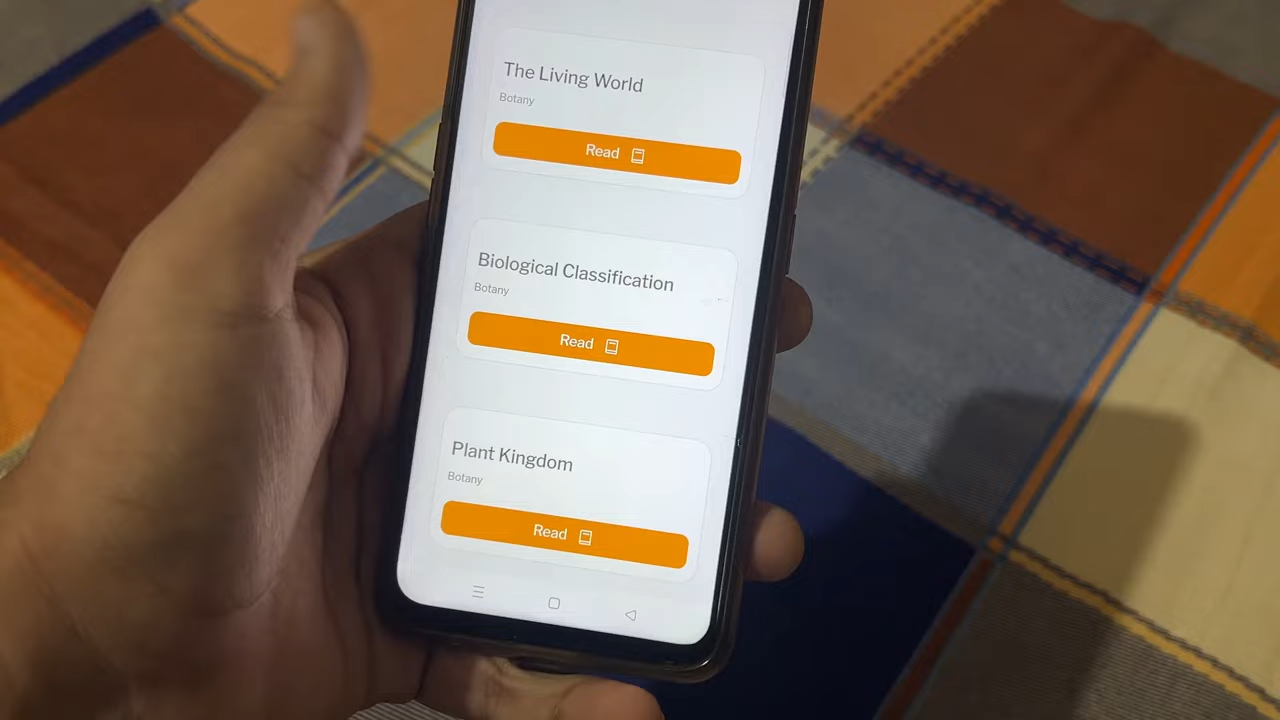 The Living World
Botany
Read
Biological Classification
Botany
Read
Plant Kingdom
Botany
Read